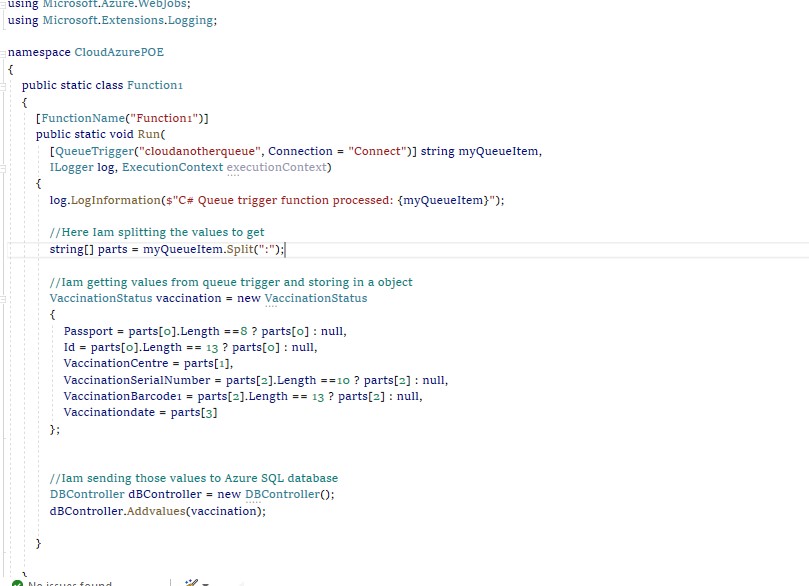 using Microsoft.Azure.WebJobs;
using Microsoft.Extensions.Logging;
namespace CloudAzurePOE
{
public static class Function1
{
[FunctionName("Function1")]
public static void Run(
[QueueTrigger("cloudanotherqueue", Connection = "Connect")] string myQueueItem,
ILogger log, ExecutionContext executionContext)
{
log.LogInformation($"C# Queue trigger function processed: {myQueueItem}");
//Here Iam splitting the values to get
string[] parts = myQueueItem.Split(":");
//Iam getting values from queue trigger and storing in a object
VaccinationStatus vaccination = new VaccinationStatus
{
Passport = parts[0].Length ==8 ? parts[0] : null,
Id = parts[0].Length == 13 ? parts[0] : null,
VaccinationCentre = parts[1],
VaccinationSerialNumber = parts[2].Length ==10 ? parts[2] : null,
VaccinationBarcode1 = parts[2].Length == 13 ? parts[2] : null,
Vaccinationdate = parts[3]
};
//Iam sending those values to Azure SQL database
DBController dBController = new DBController();
dBController.Addvalues(vaccination);
}
}
No issues found